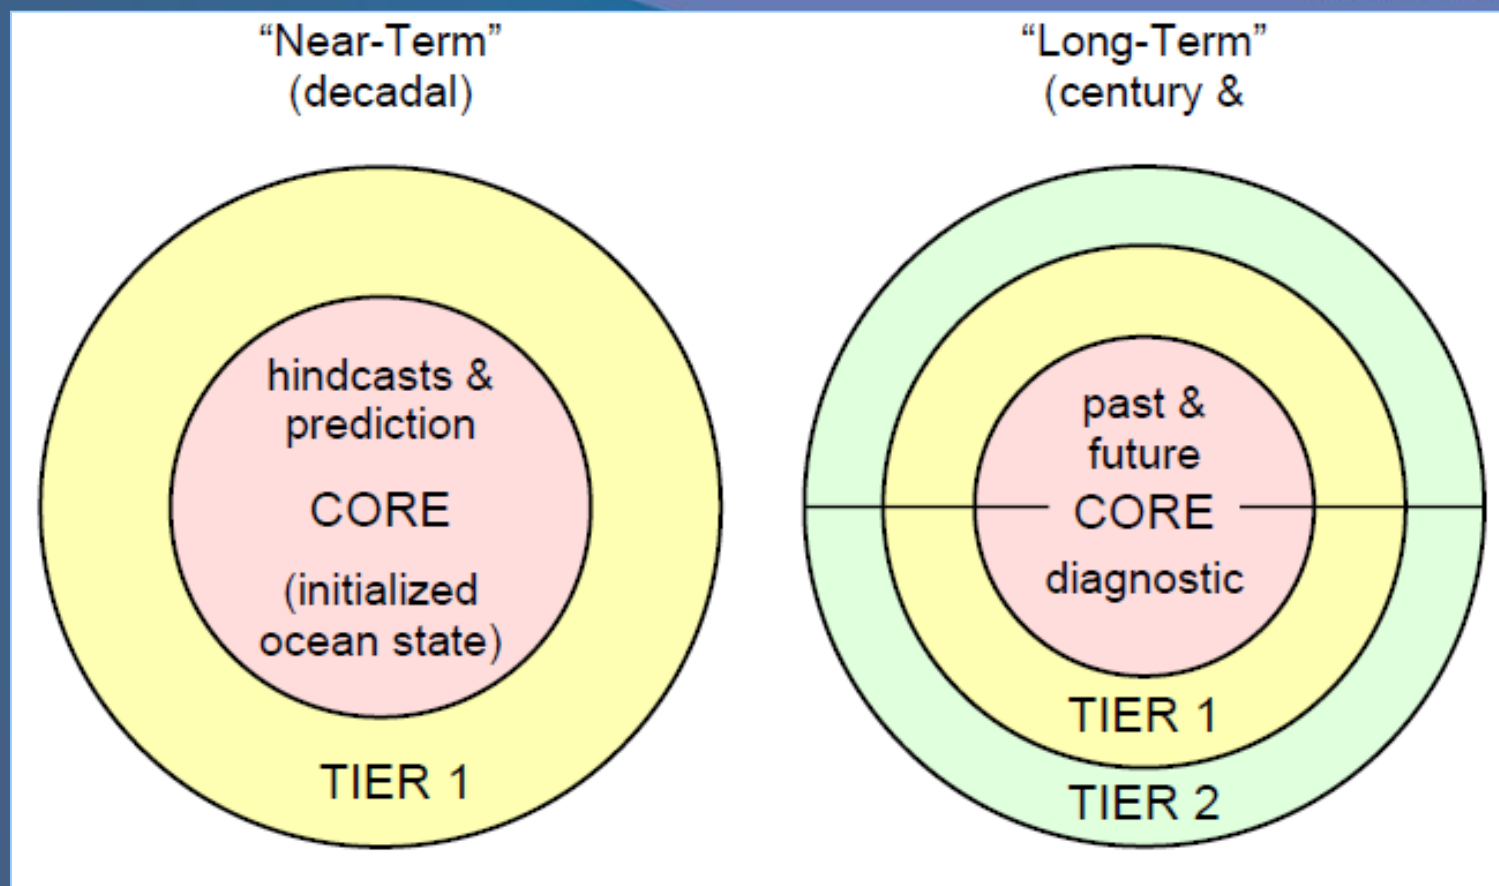 “Near-Term”
(decadal)
hindcasts &
prediction
CORE
(initialized
ocean state)
TIER 1
“Long-Term”
(century &
past &
future
CORE
diagnostic
TIER 1
TIER 2